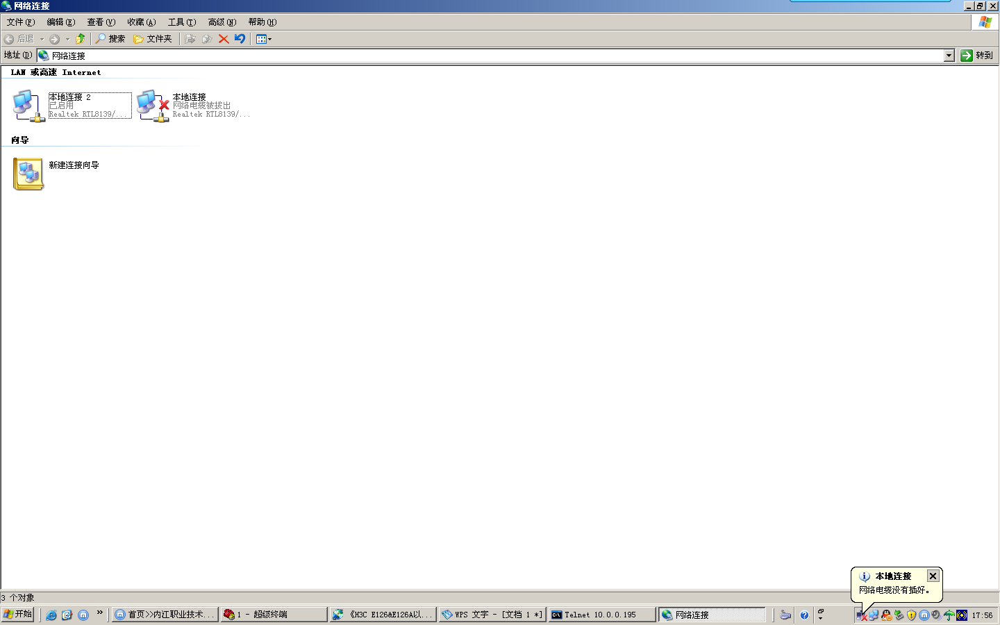 网络连接
文件(F) 编辑(E) 查看(V) 收藏(A) 工具(T) 高级(N) 帮助(H)
后退 搜索 文件夹
地址(D) 网络连接 转到
LAN 或高速 Internet
本地连接 2
已启用
Realtek RTL8139/...
本地连接
网络电缆被拔出
Realtek RTL8139/...
向导
新建连接向导
本地连接
网络电缆没有插好。
3 个对象
开始 » 首页>>内江职业技术... 1 - 超级终端 《H3C E126&E126A以... WPS 文字 - [文档 1 *] Telnet 10.0.0.195 网络连接 17:56